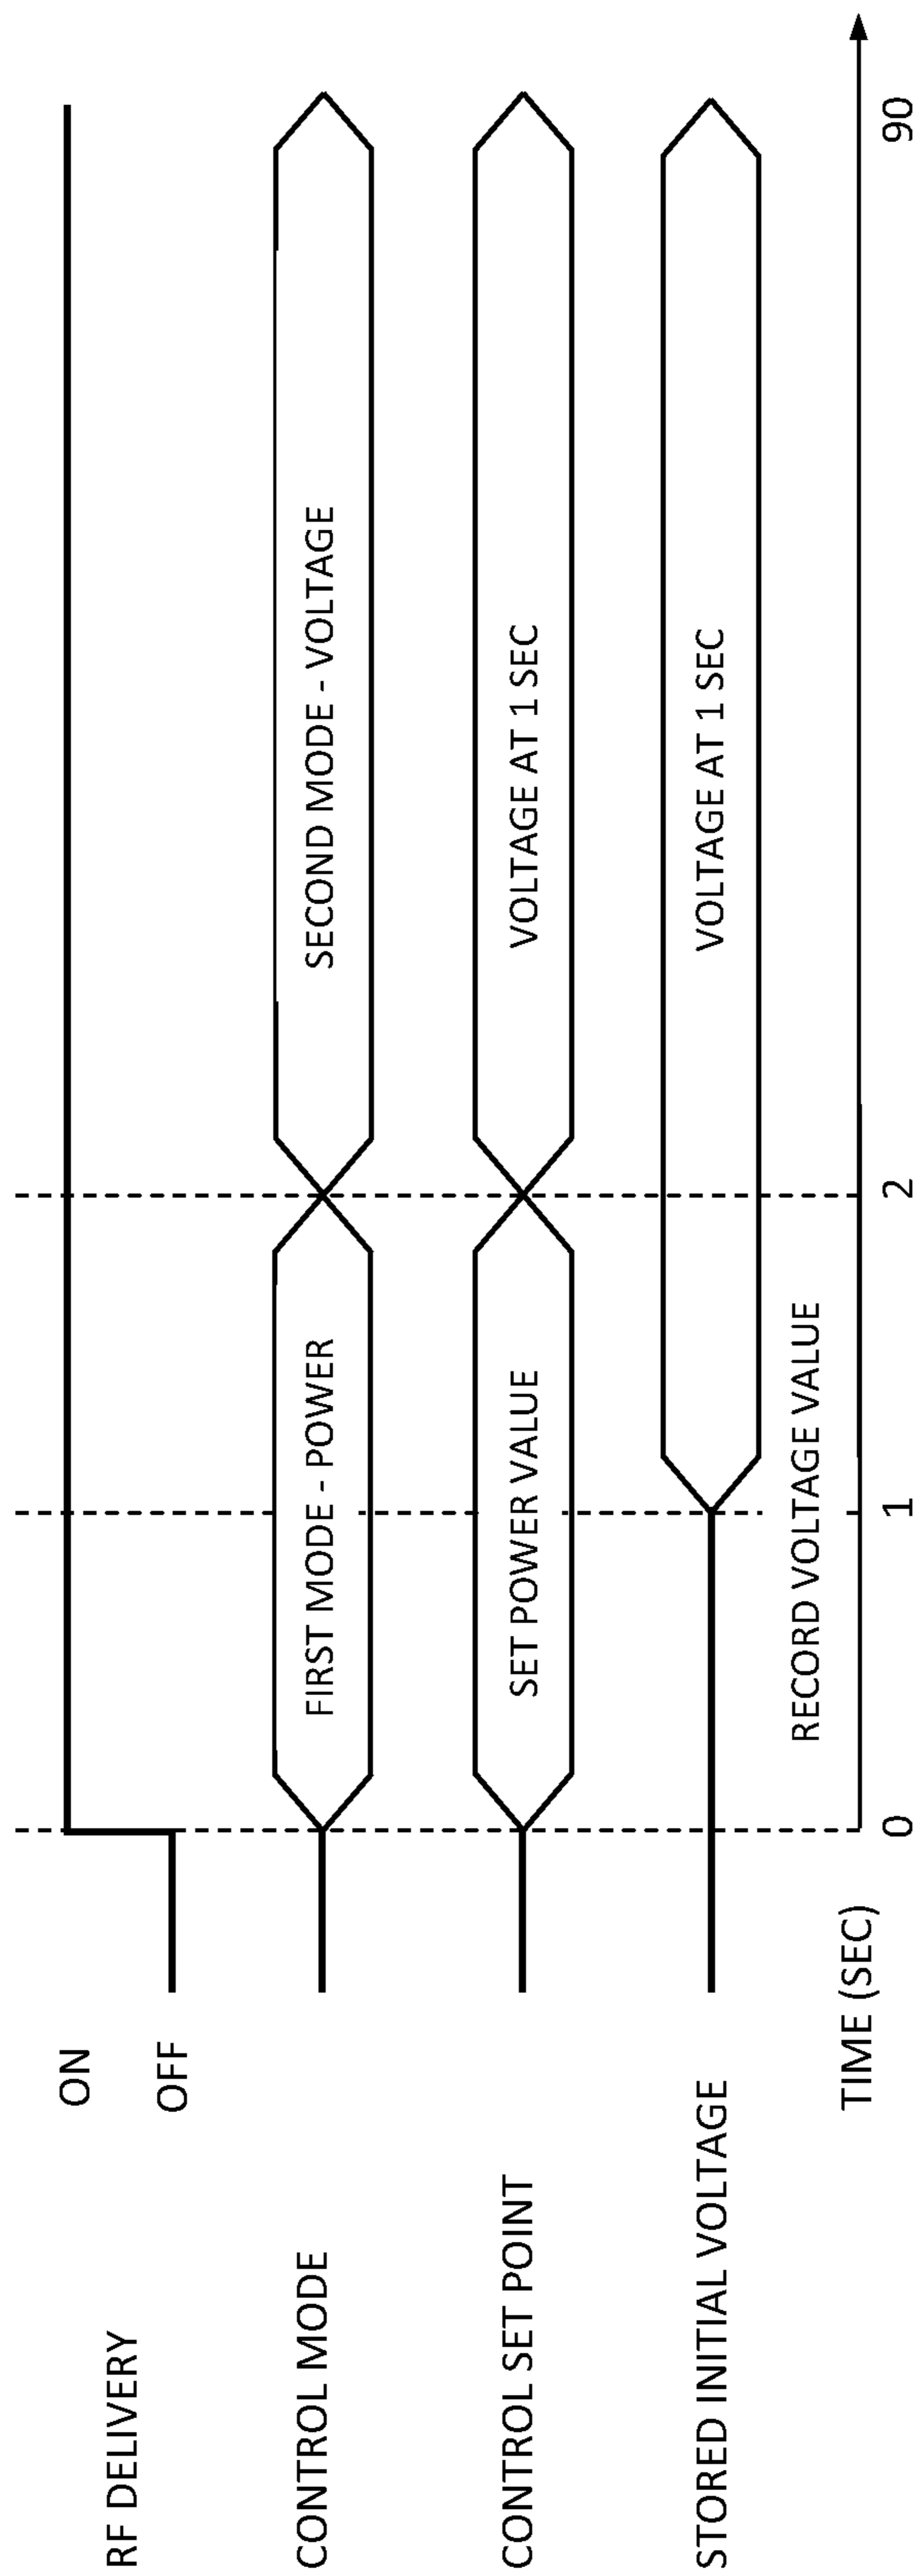 RF DELIVERY
ON
OFF
CONTROL MODE
FIRST MODE - POWER
SECOND MODE - VOLTAGE
CONTROL SET POINT
SET POWER VALUE
VOLTAGE AT 1 SEC
STORED INITIAL VOLTAGE
VOLTAGE AT 1 SEC
RECORD VOLTAGE VALUE
TIME (SEC)
0
1
2
90